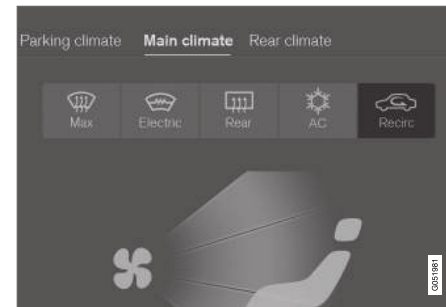 Parking climate Main climate Rear climate
Max Electric Rear AC Recirc
G051981